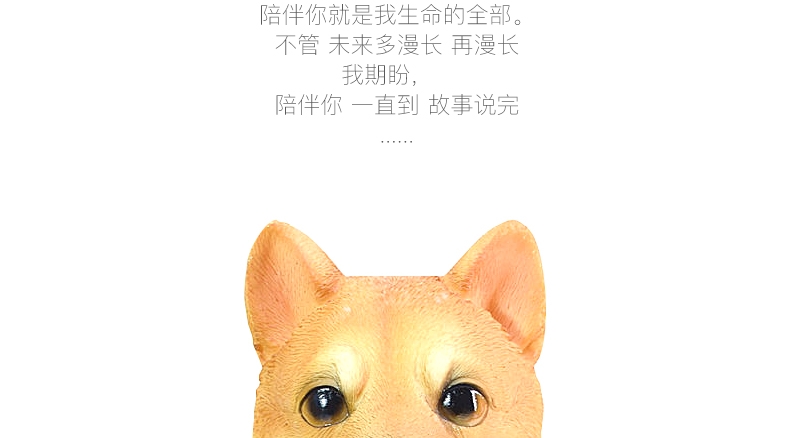 陪伴你就是我生命的全部。
不管 未来多漫长 再漫长
我期盼,
陪伴你 一直到 故事说完
......